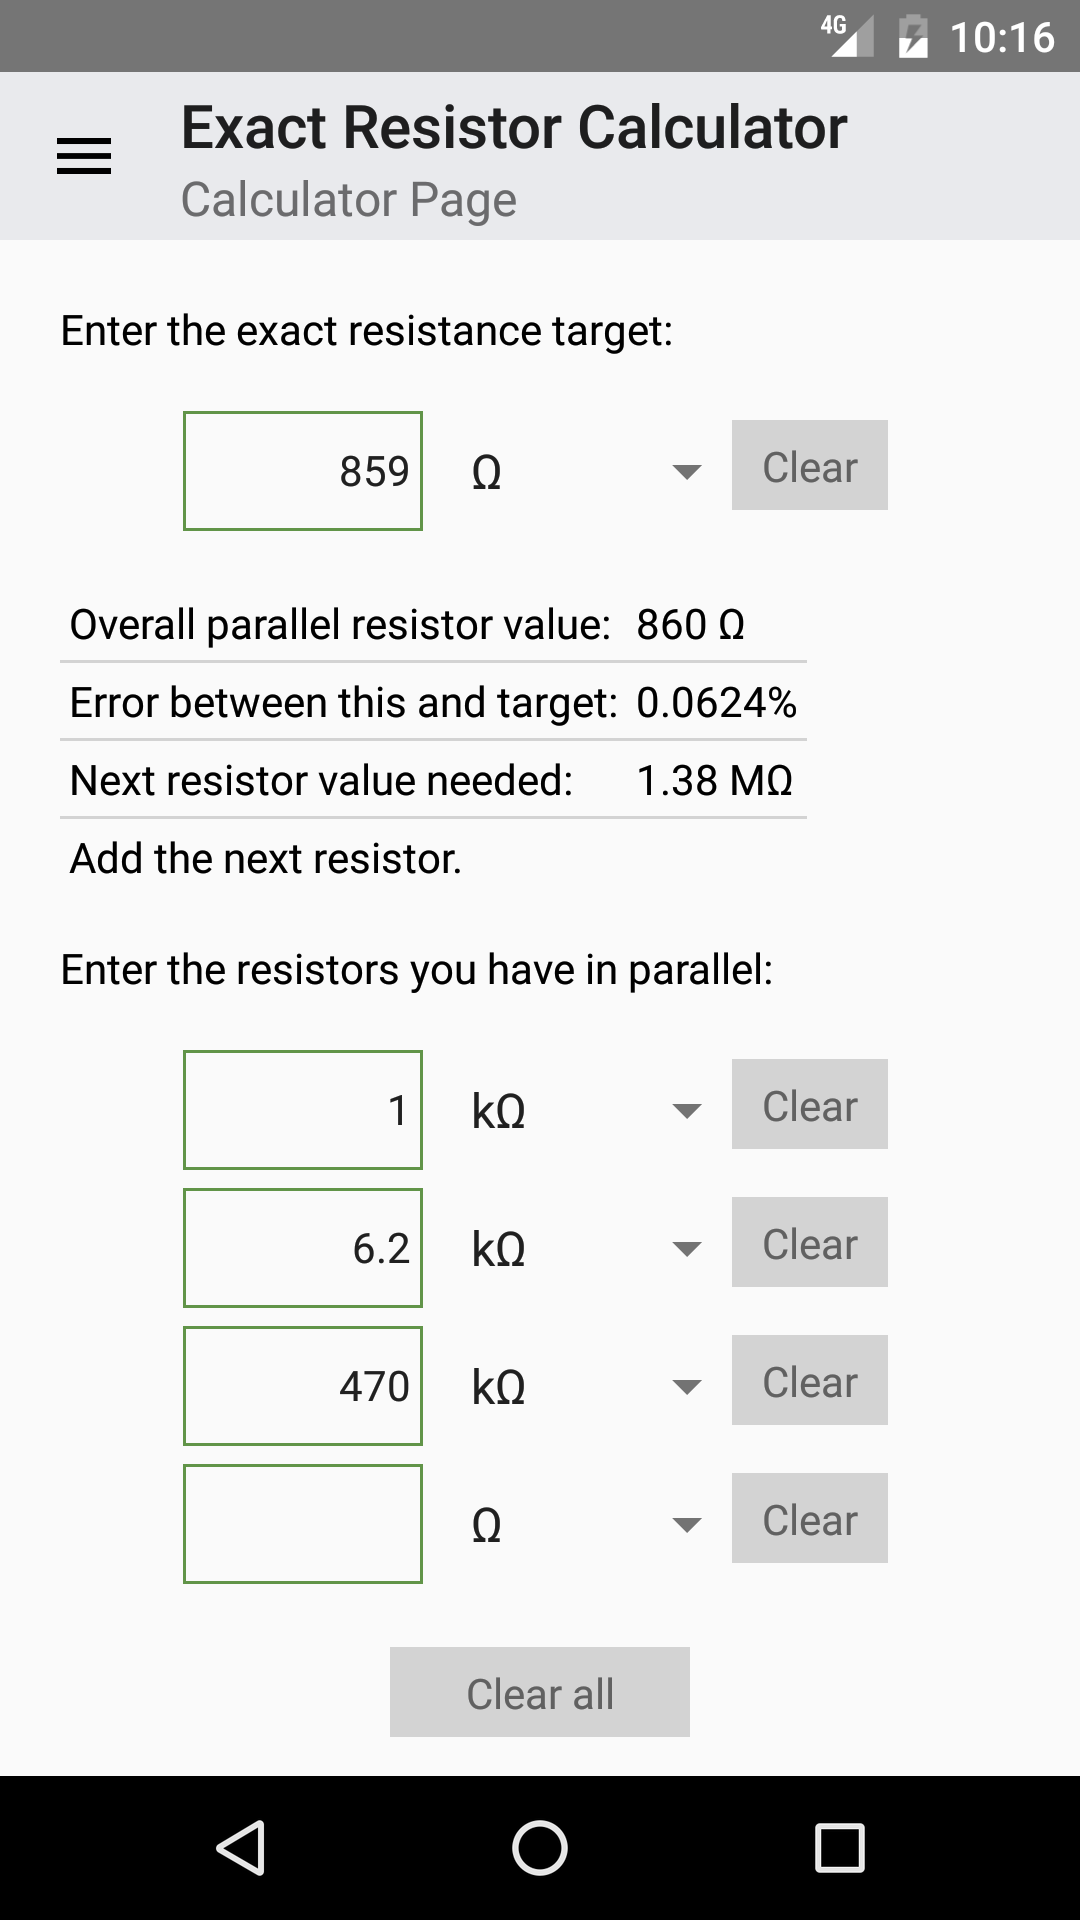 4G 10:16
Exact Resistor Calculator
Calculator Page
Enter the exact resistance target:
859 Ω Clear
Overall parallel resistor value: 860 Ω
Error between this and target: 0.0624%
Next resistor value needed: 1.38 MΩ
Add the next resistor.
Enter the resistors you have in parallel:
1 kΩ Clear
6.2 kΩ Clear
470 kΩ Clear
Ω Clear
Clear all